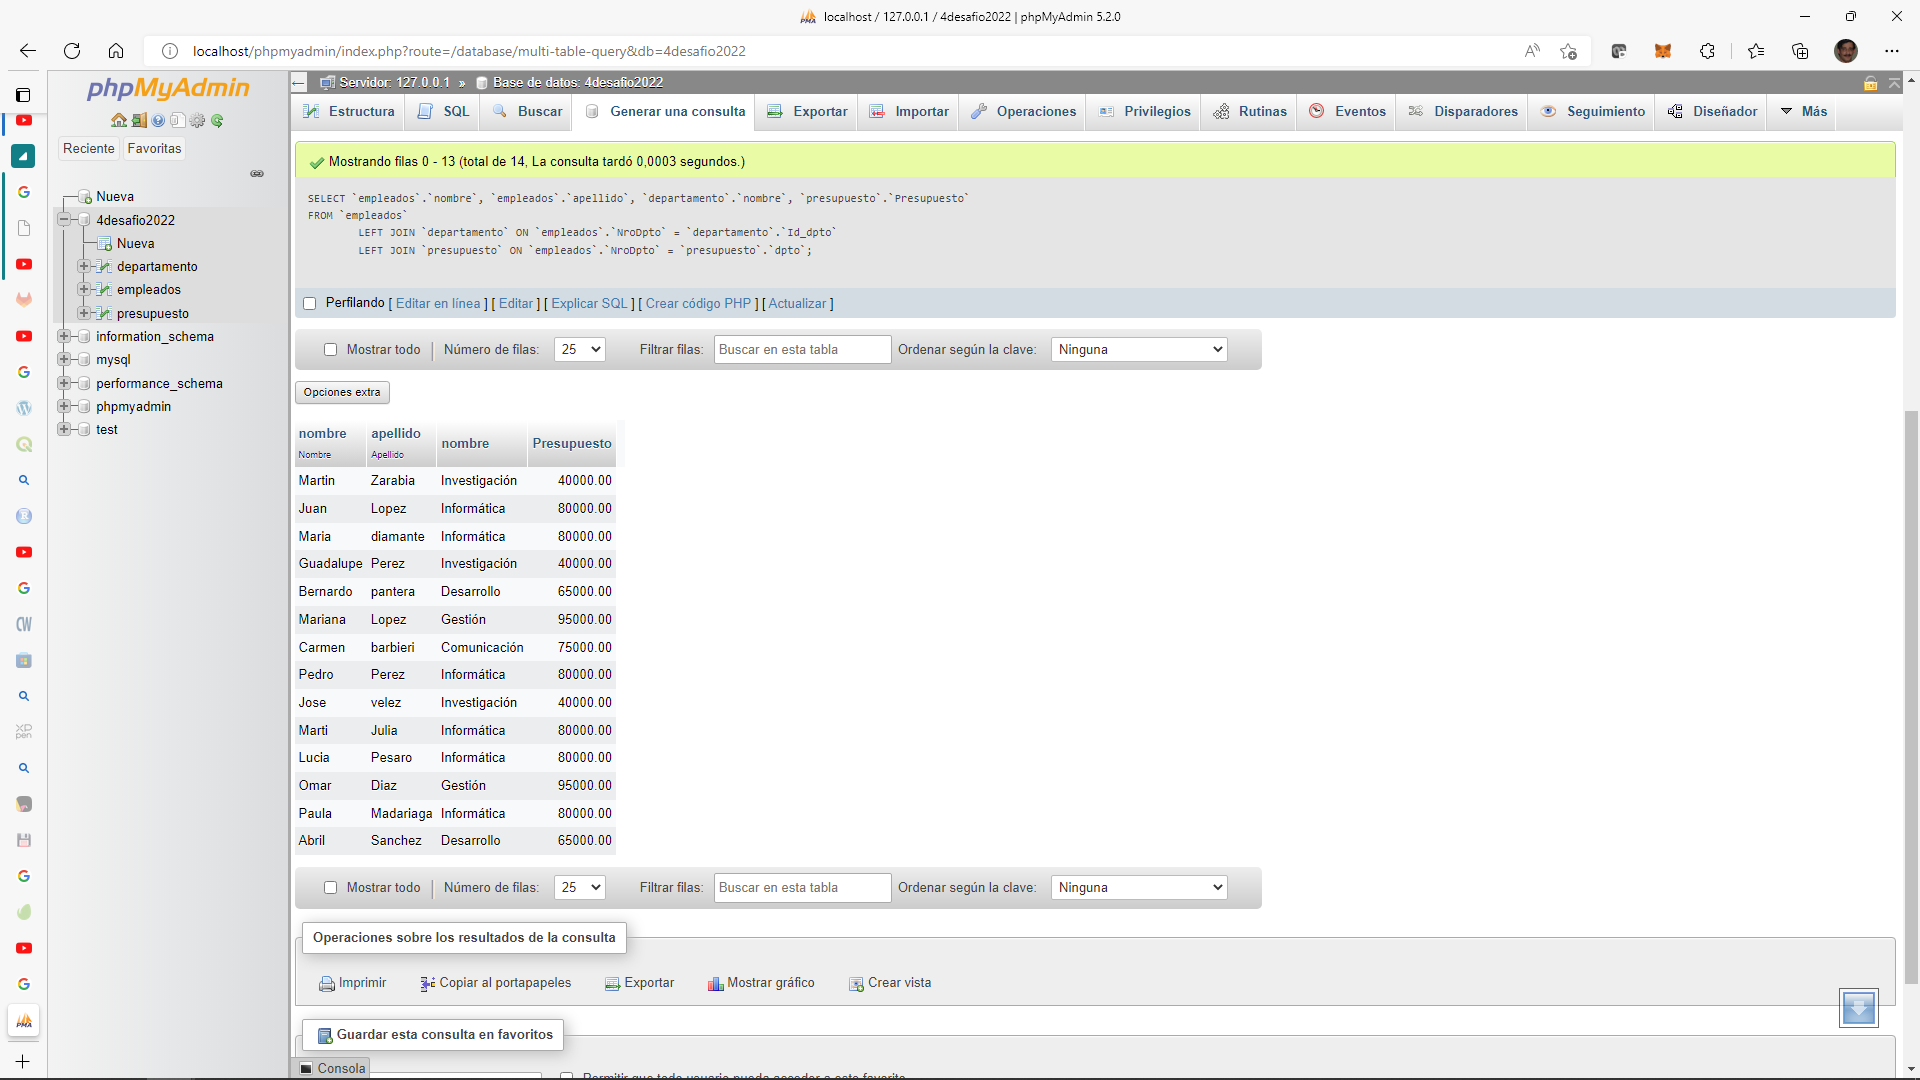 localhost / 127.0.0.1 / 4desafio2022 | phpMyAdmin 5.2.0
localhost/phpmyadmin/index.php?route=/database/multi-table-query&db=4desafio2022
phpMyAdmin
Reciente Favoritas
Nueva
4desafio2022
Nueva
departamento
empleados
presupuesto
information_schema
mysql
performance_schema
phpmyadmin
test
Servidor: 127.0.0.1 » Base de datos: 4desafio2022
Estructura SQL Buscar Generar una consulta Exportar Importar Operaciones Privilegios Rutinas Eventos Disparadores Seguimiento Diseñador Más
Mostrando filas 0 - 13 (total de 14, La consulta tardó 0,0003 segundos.)
SELECT `empleados`.`nombre`, `empleados`.`apellido`, `departamento`.`nombre`, `presupuesto`.`Presupuesto`
FROM `empleados`
LEFT JOIN `departamento` ON `empleados`.`NroDpto` = `departamento`.`Id_dpto`
LEFT JOIN `presupuesto` ON `empleados`.`NroDpto` = `presupuesto`.`dpto`;
Perfilando [ Editar en línea ] [ Editar ] [ Explicar SQL ] [ Crear código PHP ] [ Actualizar ]
Mostrar todo | Número de filas: 25 Filtrar filas: Buscar en esta tabla Ordenar según la clave: Ninguna
Opciones extra
nombre apellido nombre Presupuesto
Nombre Apellido
Martin Zarabia Investigación 40000.00
Juan Lopez Informática 80000.00
Maria diamante Informática 80000.00
Guadalupe Perez Investigación 40000.00
Bernardo pantera Desarrollo 65000.00
Mariana Lopez Gestión 95000.00
Carmen barbieri Comunicación 75000.00
Pedro Perez Informática 80000.00
Jose velez Investigación 40000.00
Marti Julia Informática 80000.00
Lucia Pesaro Informática 80000.00
Omar Diaz Gestión 95000.00
Paula Madariaga Informática 80000.00
Abril Sanchez Desarrollo 65000.00
Mostrar todo | Número de filas: 25 Filtrar filas: Buscar en esta tabla Ordenar según la clave: Ninguna
Operaciones sobre los resultados de la consulta
Imprimir Copiar al portapapeles Exportar Mostrar gráfico Crear vista
Guardar esta consulta en favoritos
Consola
Permitir que todo usuario pueda acceder a este favorito
CW
XP
pen
PMA